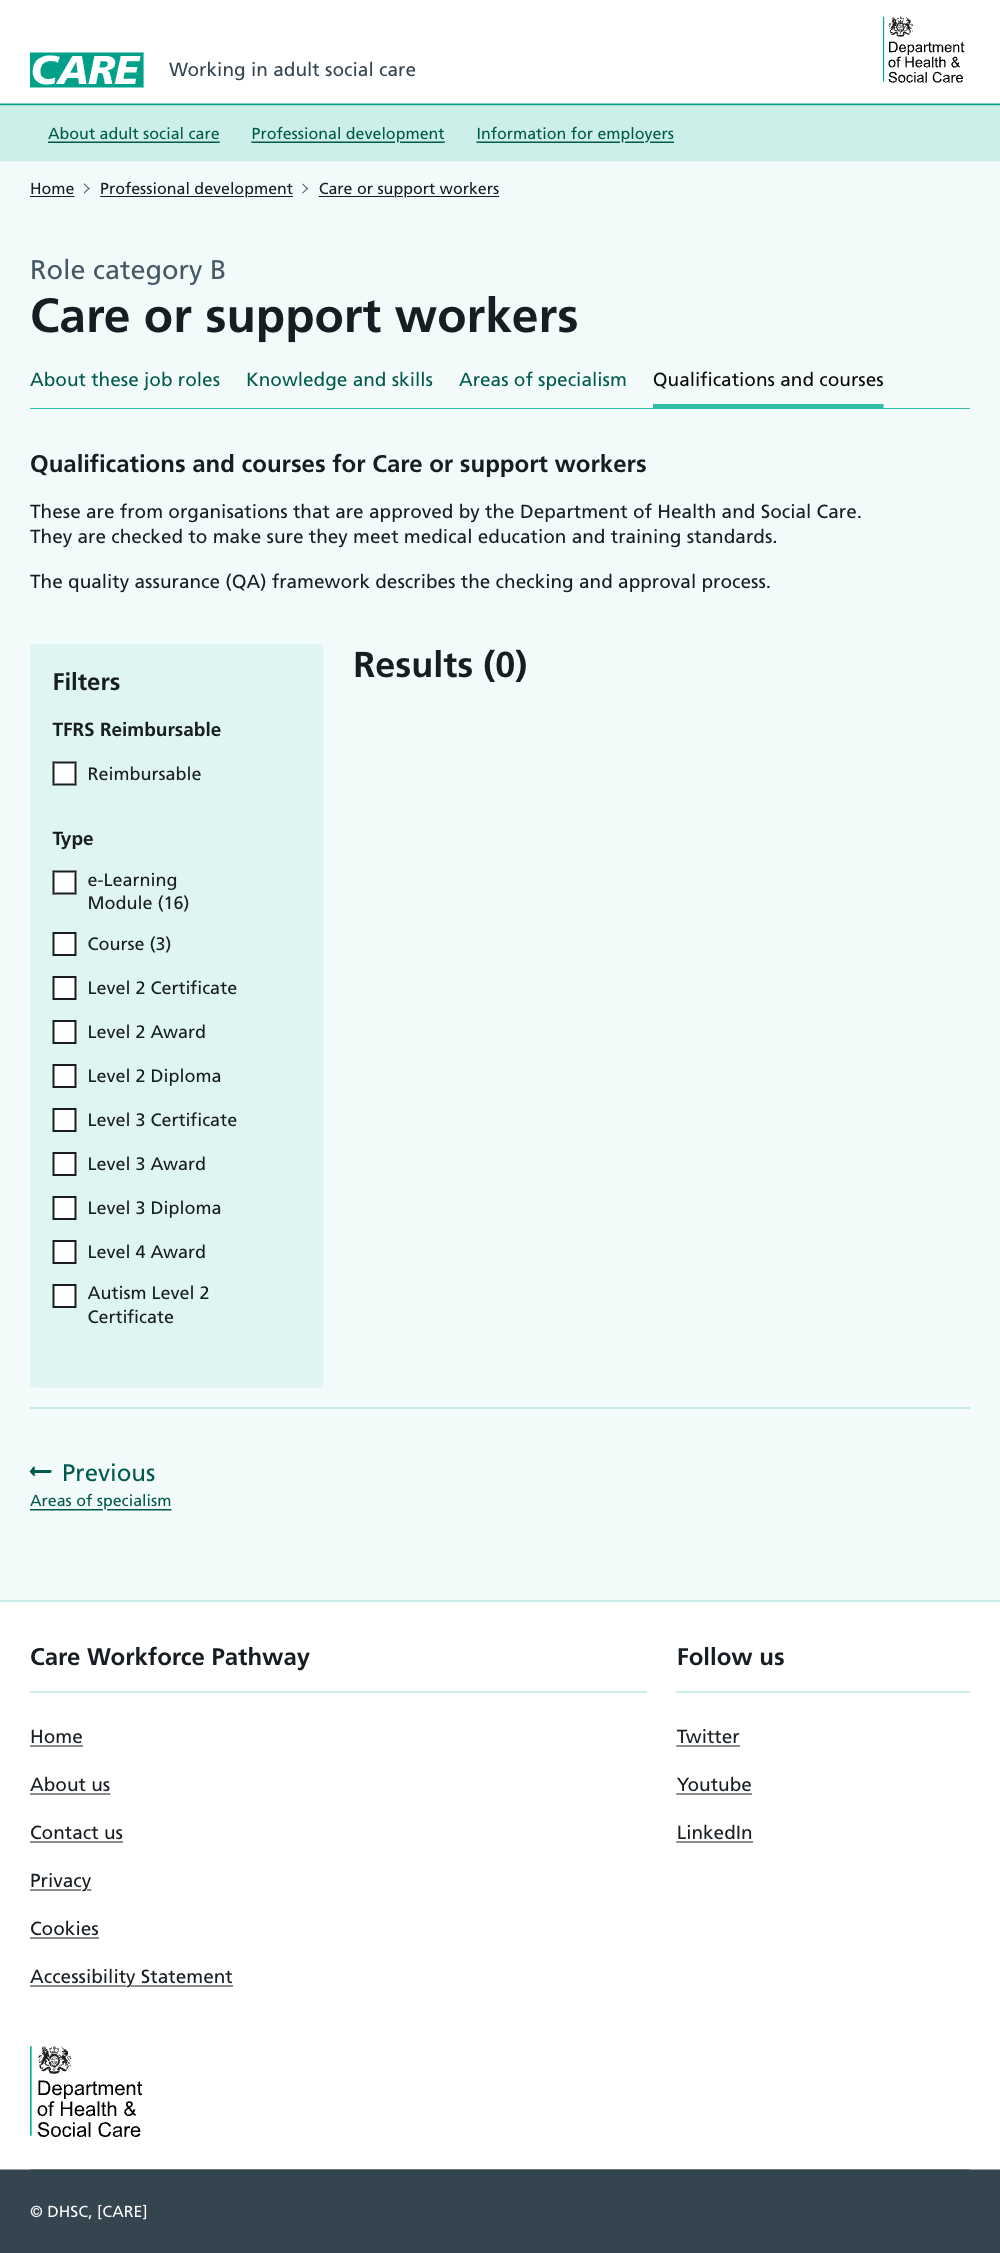 CARE
Working in adult social care
Department
of Health &
Social Care
About adult social care
Professional development
Information for employers
Home
Professional development
Care or support workers
Role category B
Care or support workers
About these job roles
Knowledge and skills
Areas of specialism
Qualifications and courses
Qualifications and courses for Care or support workers
These are from organisations that are approved by the Department of Health and Social Care.
They are checked to make sure they meet medical education and training standards.
The quality assurance (QA) framework describes the checking and approval process.
Filters
TFRS Reimbursable
Reimbursable
Type
e-Learning
Module (16)
Course (3)
Level 2 Certificate
Level 2 Award
Level 2 Diploma
Level 3 Certificate
Level 3 Award
Level 3 Diploma
Level 4 Award
Autism Level 2
Certificate
Results (0)
Previous
Areas of specialism
Care Workforce Pathway
Home
About us
Contact us
Privacy
Cookies
Accessibility Statement
Follow us
Twitter
Youtube
LinkedIn
Department
of Health &
Social Care
© DHSC, [CARE]